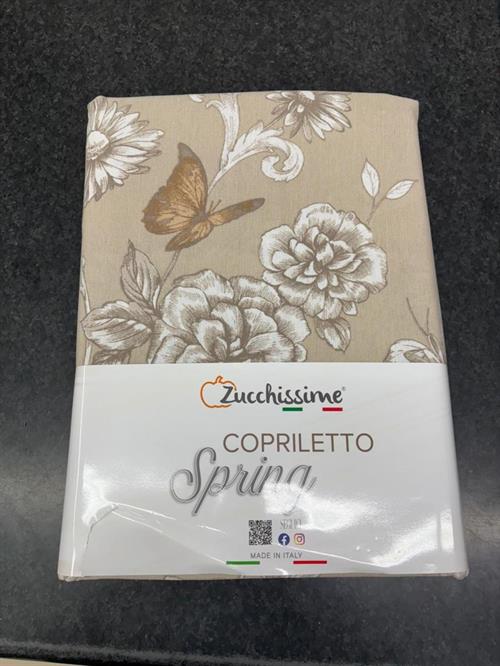 Zucchissime®
COPRILETTO
Spring
MADE IN ITALY